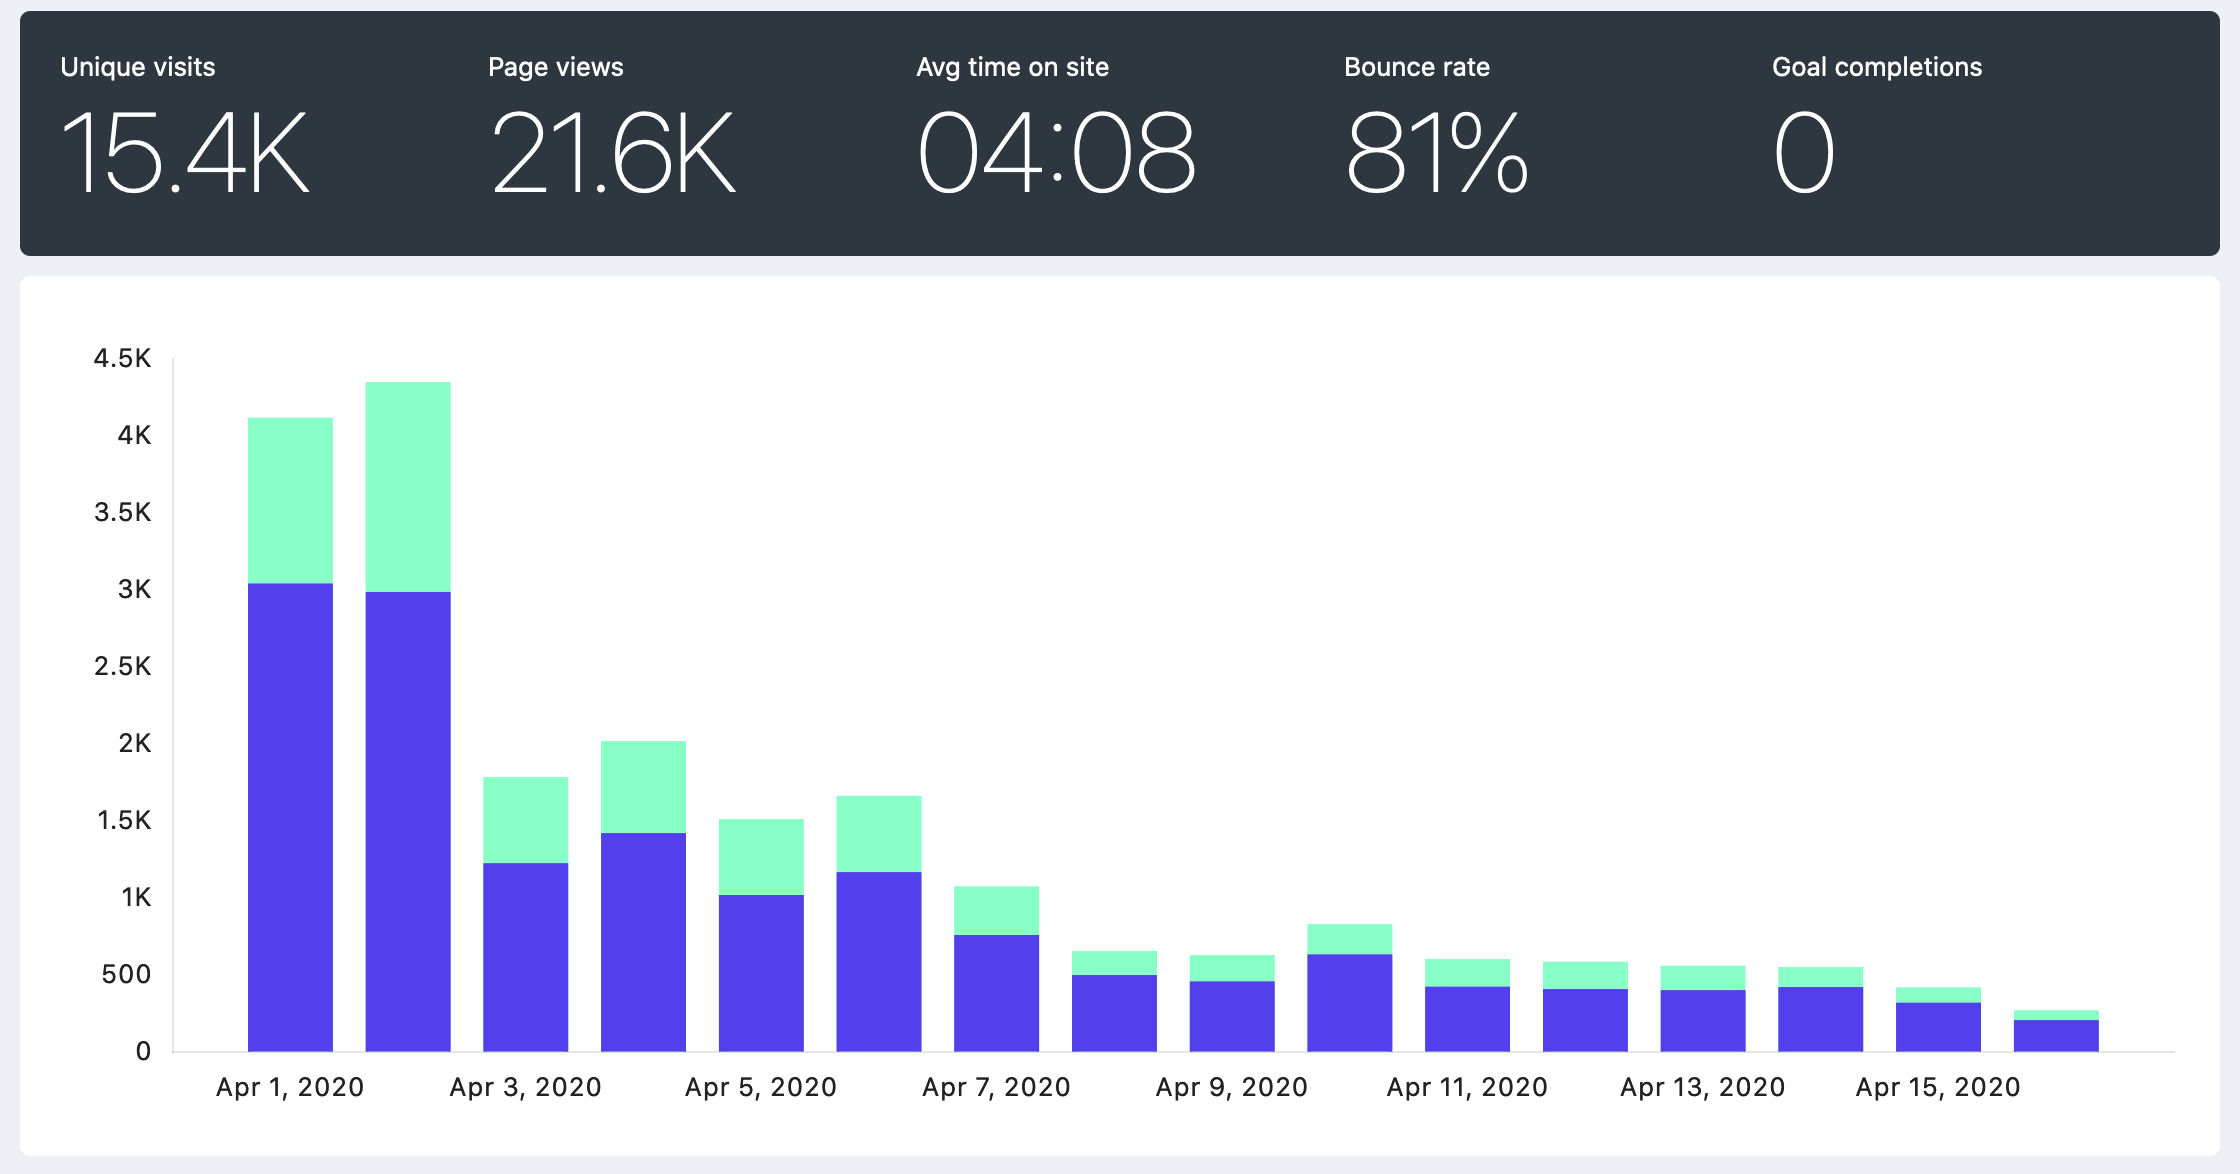 Unique visits
Page views
Avg time on site
Bounce rate
Goal completions
15.4K
21.6K
04:08
81%
0
4.5K
4K
3.5K
3K
2.5K
2K
1.5K
1K
500
0
Apr 1, 2020
Apr 3, 2020
Apr 5, 2020
Apr 7, 2020
Apr 9, 2020
Apr 11, 2020
Apr 13, 2020
Apr 15, 2020